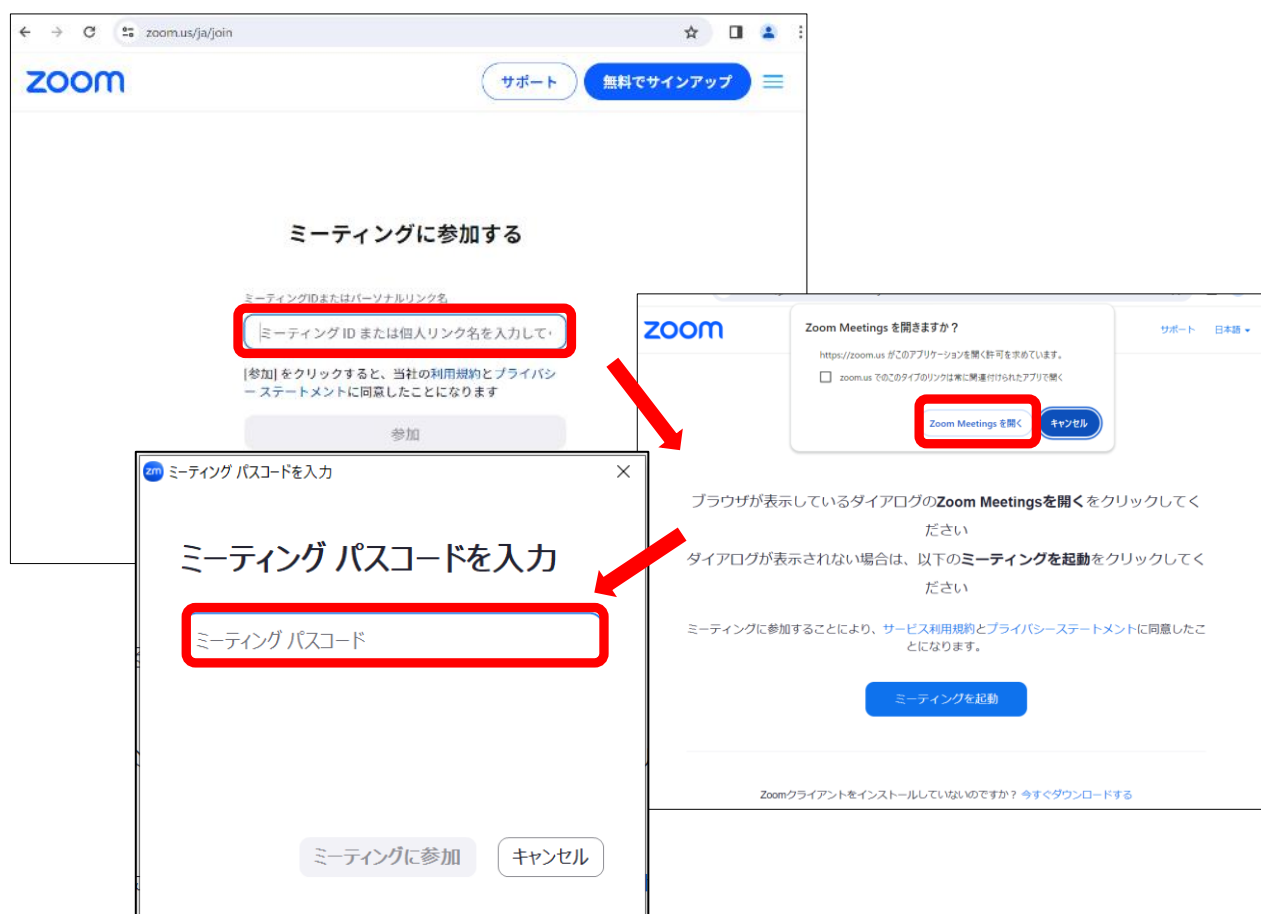 zoom.us/ja/join
zoom
サポート
無料でサインアップ
ミーティングに参加する
ミーティングIDまたはパーソナルリンク名
ミーティング ID または個人リンク名を入力して
[参加] をクリックすると、当社の利用規約とプライバシ
ー ステートメントに同意したことになります
参加
zoom
Zoom Meetings を開きますか？
https://zoom.us がこのアプリケーションを開く許可を求めています。
zoom.us でのこのタイプのリンクは常に関連付けられたアプリで開く
Zoom Meetings を開く
キャンセル
サポート
日本語
ブラウザが表示しているダイアログのZoom Meetingsを開くをクリックしてく
ださい
ダイアログが表示されない場合は、以下のミーティングを起動をクリックしてく
ださい
ミーティングに参加することにより、サービス利用規約とプライバシーステートメントに同意したこ
とになります。
ミーティングを起動
Zoomクライアントをインストールしていないのですか？ 今すぐダウンロードする
zm ミーティング パスコードを入力
ミーティング パスコードを入力
ミーティング パスコード
ミーティングに参加
キャンセル